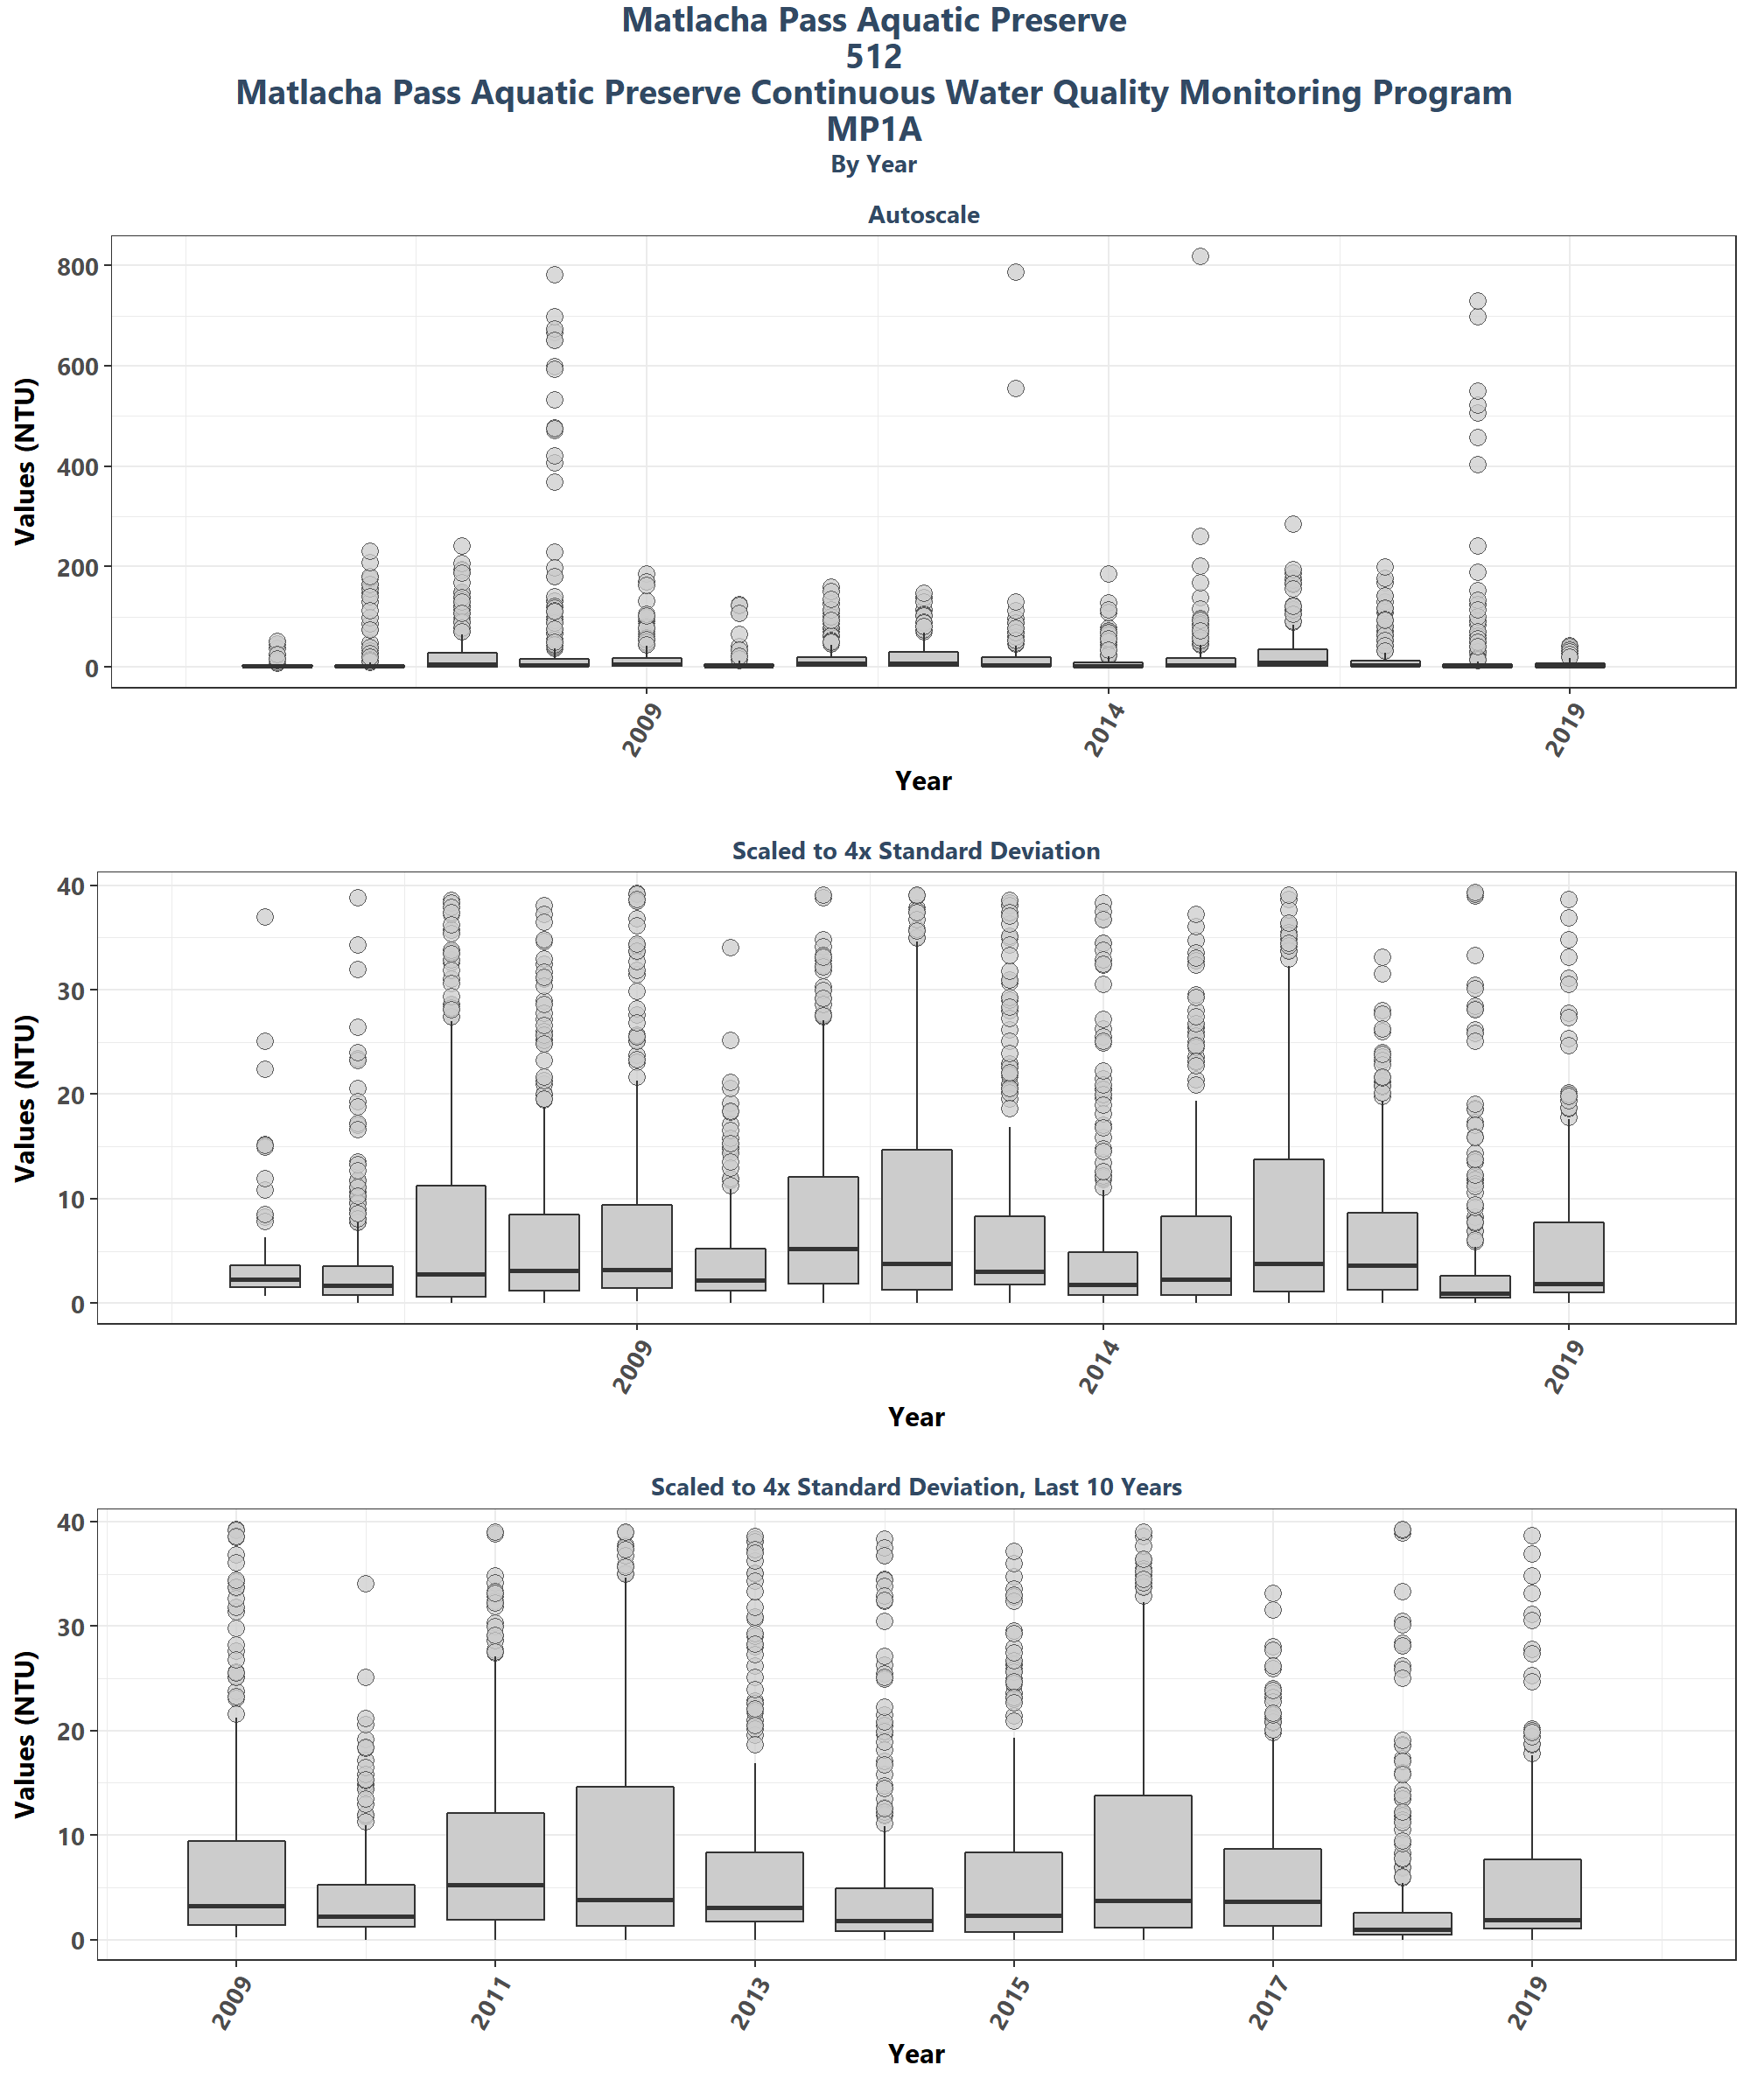 Matlacha Pass Aquatic Preserve
512
Matlacha Pass Aquatic Preserve Continuous Water Quality Monitoring Program
MP1A
By Year
Autoscale
800
600
400
200
0
Values (NTU)
2009 2014 2019
Year
Scaled to 4x Standard Deviation
40
30
20
10
0
Values (NTU)
2009 2014 2019
Year
Scaled to 4x Standard Deviation, Last 10 Years
40
30
20
10
0
Values (NTU)
2009 2011 2013 2015 2017 2019
Year